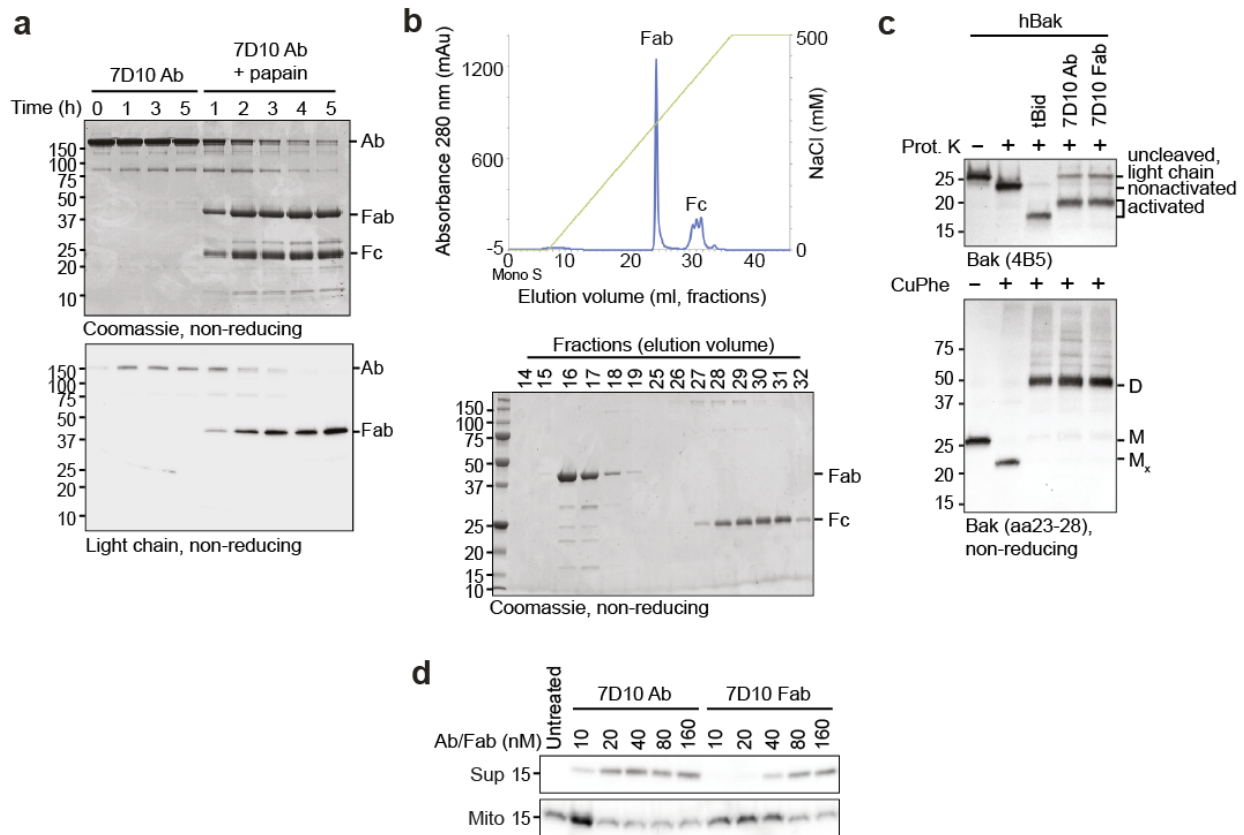 a
7D10 Ab
7D10 Ab
+ papain
Time (h) 0 1 3 5 1 2 3 4 5
150
100
75
50
37
25
20
10
Ab
Fab
Fc
Coomassie, non-reducing
150
100
75
50
37
25
20
10
Ab
Fab
Light chain, non-reducing
b
Absorbance 280 nm (mAu)
1200
600
-5
Fab
Fc
500
0
NaCl (mM)
0 10 20 30 40
Mono S
Elution volume (ml, fractions)
Fractions (elution volume)
14 15 16 17 18 19 25 26 27 28 29 30 31 32
150
100
75
50
37
25
20
15
10
Fab
Fc
Coomassie, non-reducing
c
hBak
tBid
7D10 Ab
7D10 Fab
Prot. K − + + + +
25
20
15
uncleaved,
light chain
nonactivated
activated
Bak (4B5)
CuPhe − + + + +
75
50
37
25
20
15
D
M
Mx
Bak (aa23-28),
non-reducing
d
Untreated
7D10 Ab
7D10 Fab
Ab/Fab (nM) 10 20 40 80 160 10 20 40 80 160
Sup 15
Mito 15